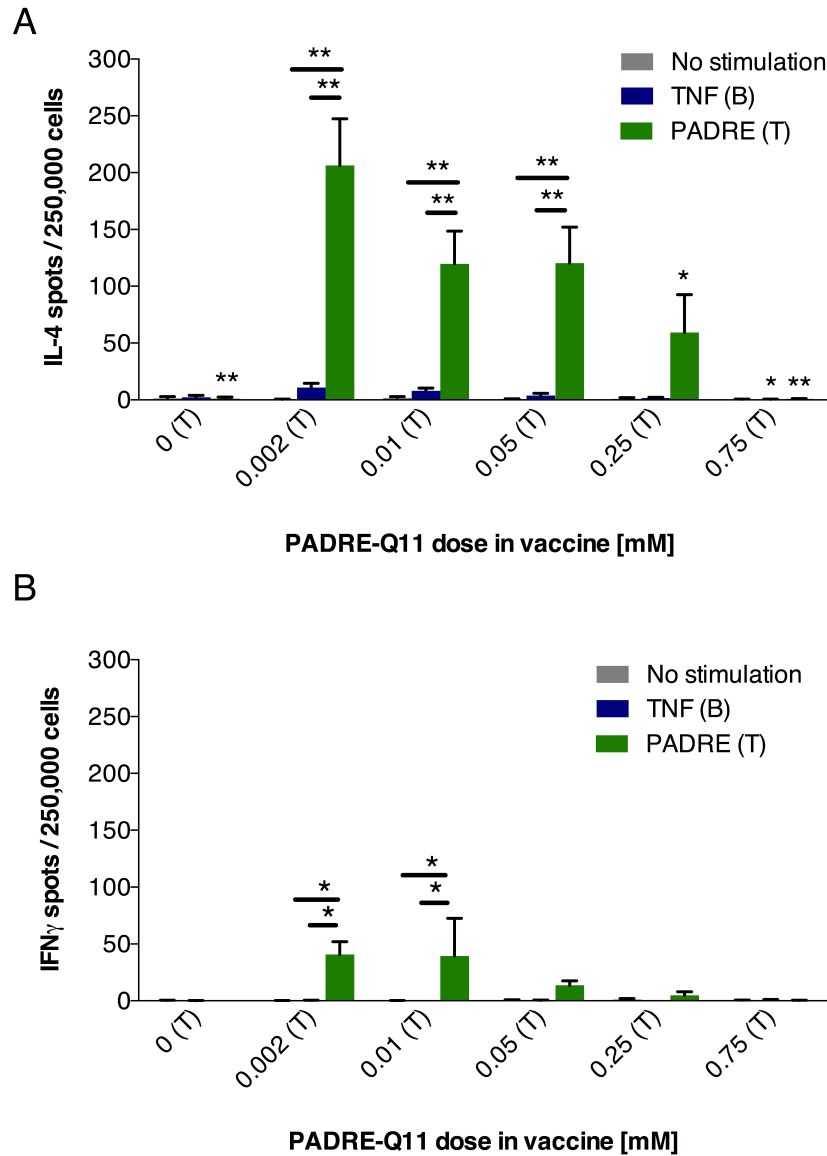 A
IL-4 spots / 250,000 cells
300
250
200
150
100
50
0
No stimulation
TNF (B)
PADRE (T)
**
**
**
**
**
**
**
*
*
**
0 (T)
0.002 (T)
0.01 (T)
0.05 (T)
0.25 (T)
0.75 (T)
PADRE-Q11 dose in vaccine [mM]
B
IFNγ spots / 250,000 cells
300
250
200
150
100
50
0
No stimulation
TNF (B)
PADRE (T)
*
*
*
*
0 (T)
0.002 (T)
0.01 (T)
0.05 (T)
0.25 (T)
0.75 (T)
PADRE-Q11 dose in vaccine [mM]